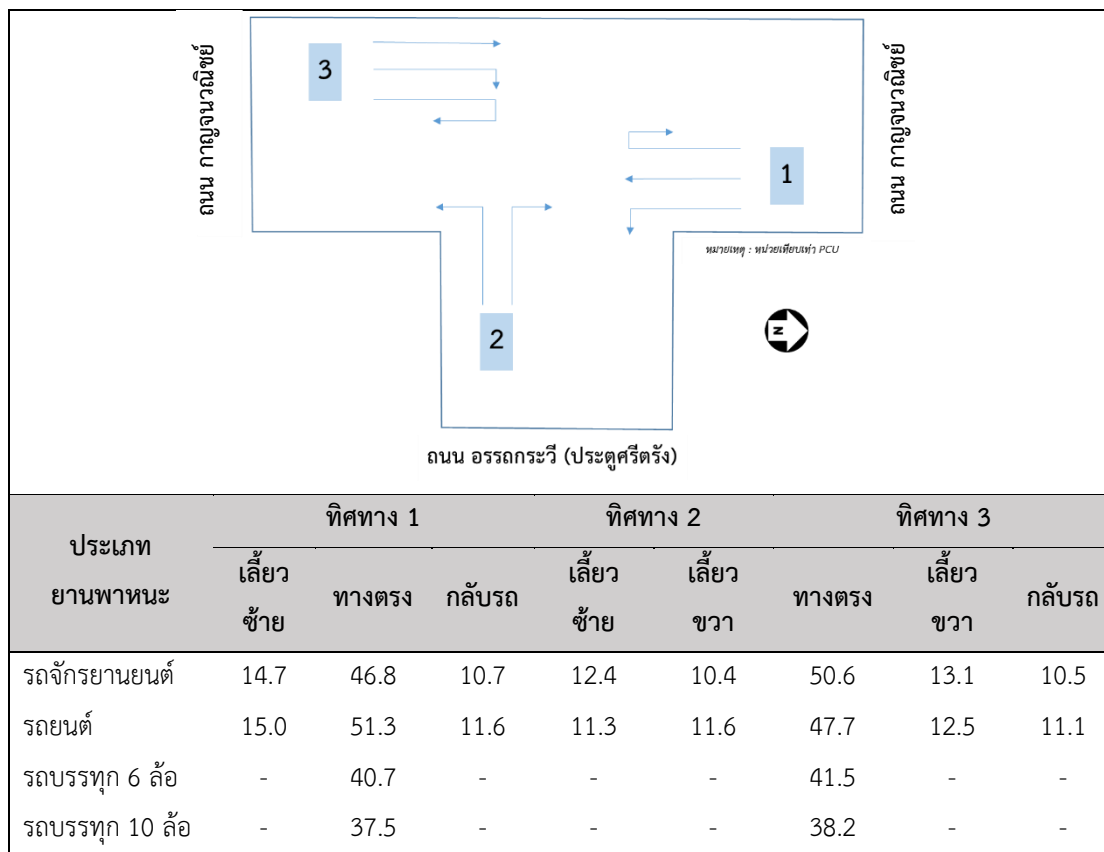 ถนน กาญจนวณิชย์
3
1
ถนน กาญจนวณิชย์
หมายเหตุ : หน่วยเทียบเท่า PCU
2
N
ถนน อรรถกระวี (ประตูศรีตรัง)
ประเภท
ยานพาหนะ
ทิศทาง 1 ทิศทาง 2 ทิศทาง 3
เลี้ยว
ซ้าย ทางตรง กลับรถ เลี้ยว
ซ้าย เลี้ยว
ขวา ทางตรง เลี้ยว
ขวา กลับรถ
รถจักรยานยนต์ 14.7 46.8 10.7 12.4 10.4 50.6 13.1 10.5
รถยนต์ 15.0 51.3 11.6 11.3 11.6 47.7 12.5 11.1
รถบรรทุก 6 ล้อ - 40.7 - - - 41.5 - -
รถบรรทุก 10 ล้อ - 37.5 - - - 38.2 - -